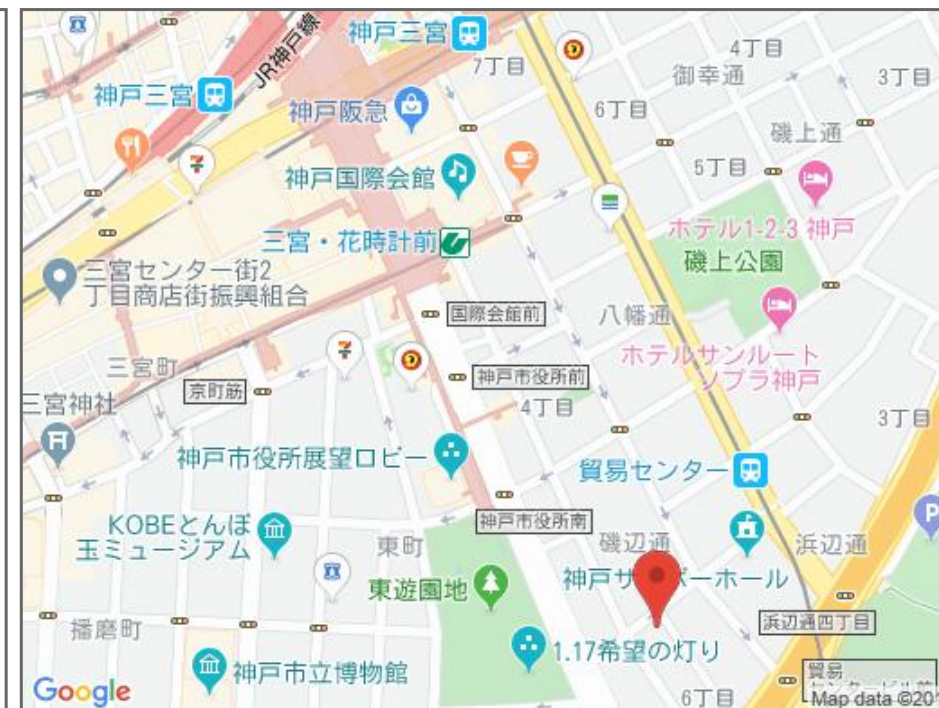 神戸三宮
7丁目
4丁目
御幸通
3丁目
JR神戸線
神戸三宮
神戸阪急
6丁目
磯上通
神戸国際会館
5丁目
三宮・花時計前
ホテル1-2-3 神戸
磯上公園
三宮センター街2
丁目商店街振興組合
国際会館前
八幡通
三宮町
ホテルサンルート
ソプラ神戸
京町筋
神戸市役所前
三宮神社
4丁目
3丁目
神戸市役所展望ロビー
貿易センター
P
KOBEとんぼ
玉ミュージアム
神戸市役所南
東町
磯辺通
浜辺通
神戸サ
ーホール
東遊園地
浜辺通四丁目
播磨町
1.17希望の灯り
神戸市立博物館
貿易
Google
6丁目
Map data ©201